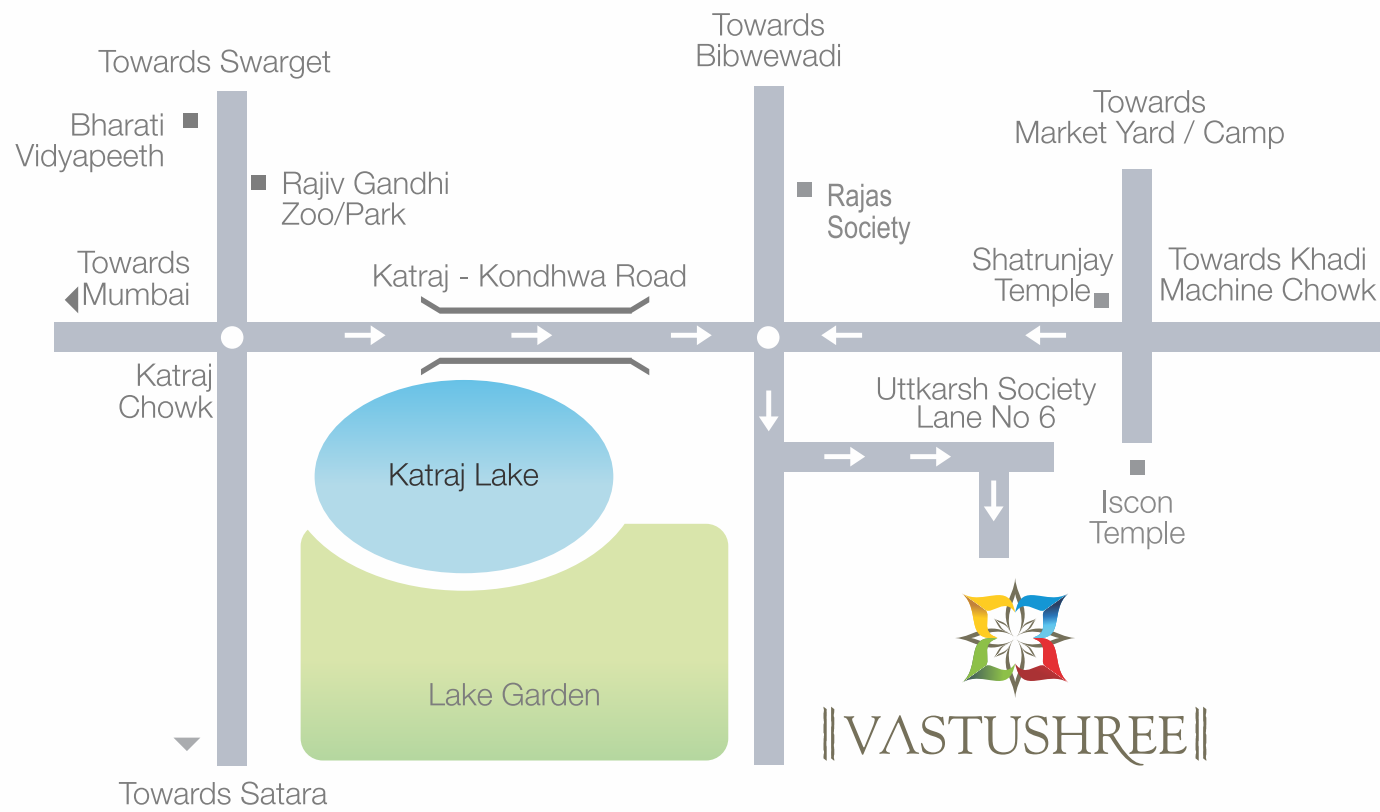 Towards
Bibwewadi
Towards Swarget
Towards
Market Yard / Camp
Bharati
Vidyapeeth
Rajiv Gandhi
Zoo/Park
Rajas
Society
Towards
Mumbai
Katraj - Kondhwa Road
Shatrunjay
Temple
Towards Khadi
Machine Chowk
Katraj
Chowk
Uttkarsh Society
Lane No 6
Katraj Lake
Iscon
Temple
Lake Garden
||VASTUSHREE||
Towards Satara